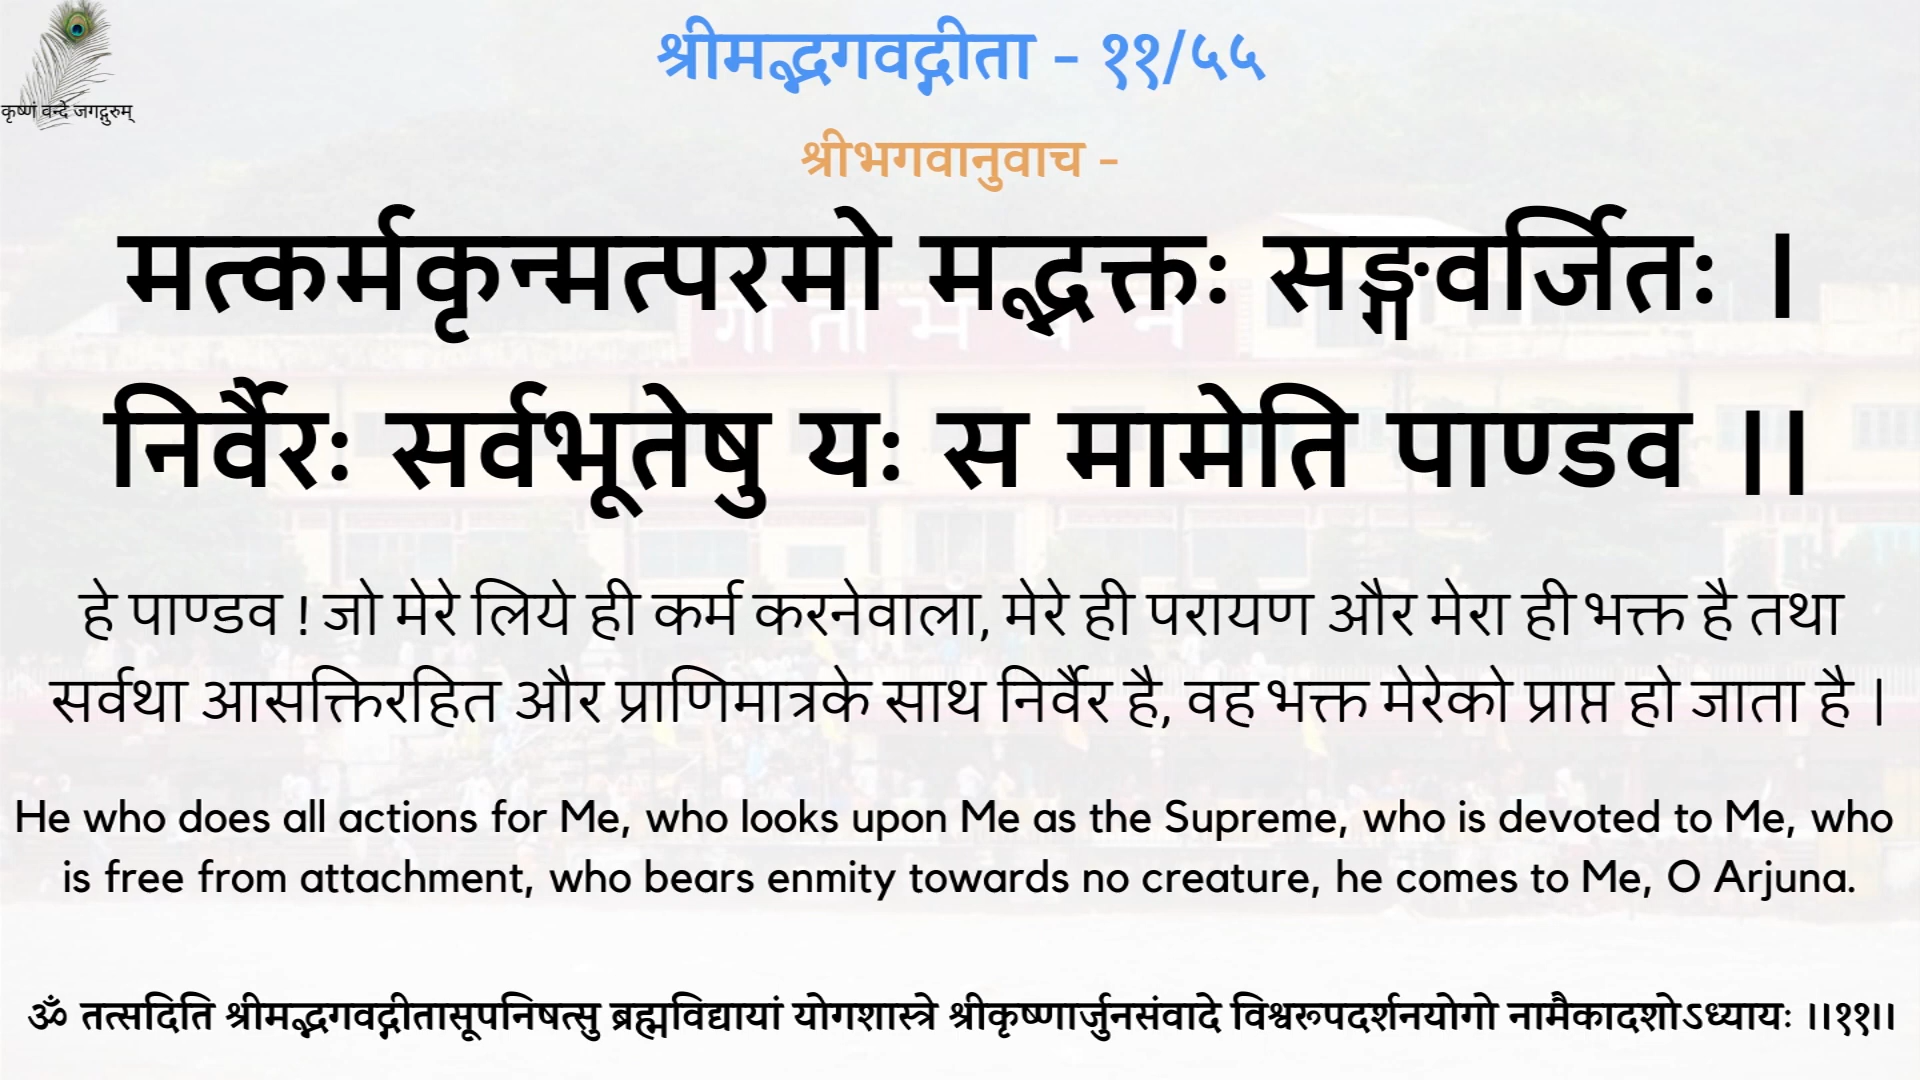 श्रीमद्भगवद्गीता - ११/५५
कृष्णं वन्दे जगद्गुरुम्
श्रीभगवानुवाच -
मत्कर्मकृन्मत्परमो मद्भक्तः सङ्गवर्जितः ।
गीता भवन
निर्वैरः सर्वभूतेषु यः स मामेति पाण्डव ।।
हे पाण्डव ! जो मेरे लिये ही कर्म करनेवाला, मेरे ही परायण और मेरा ही भक्त है तथा
सर्वथा आसक्तिरहित और प्राणिमात्रके साथ निर्वैर है, वह भक्त मेरेको प्राप्त हो जाता है |
He who does all actions for Me, who looks upon Me as the Supreme, who is devoted to Me, who
is free from attachment, who bears enmity towards no creature, he comes to Me, O Arjuna.
ॐ तत्सदिति श्रीमद्भगवद्गीतासूपनिषत्सु ब्रह्मविद्यायां योगशास्त्रे श्रीकृष्णार्जुनसंवादे विश्वरूपदर्शनयोगो नामैकादशोऽध्यायः ।।११।।